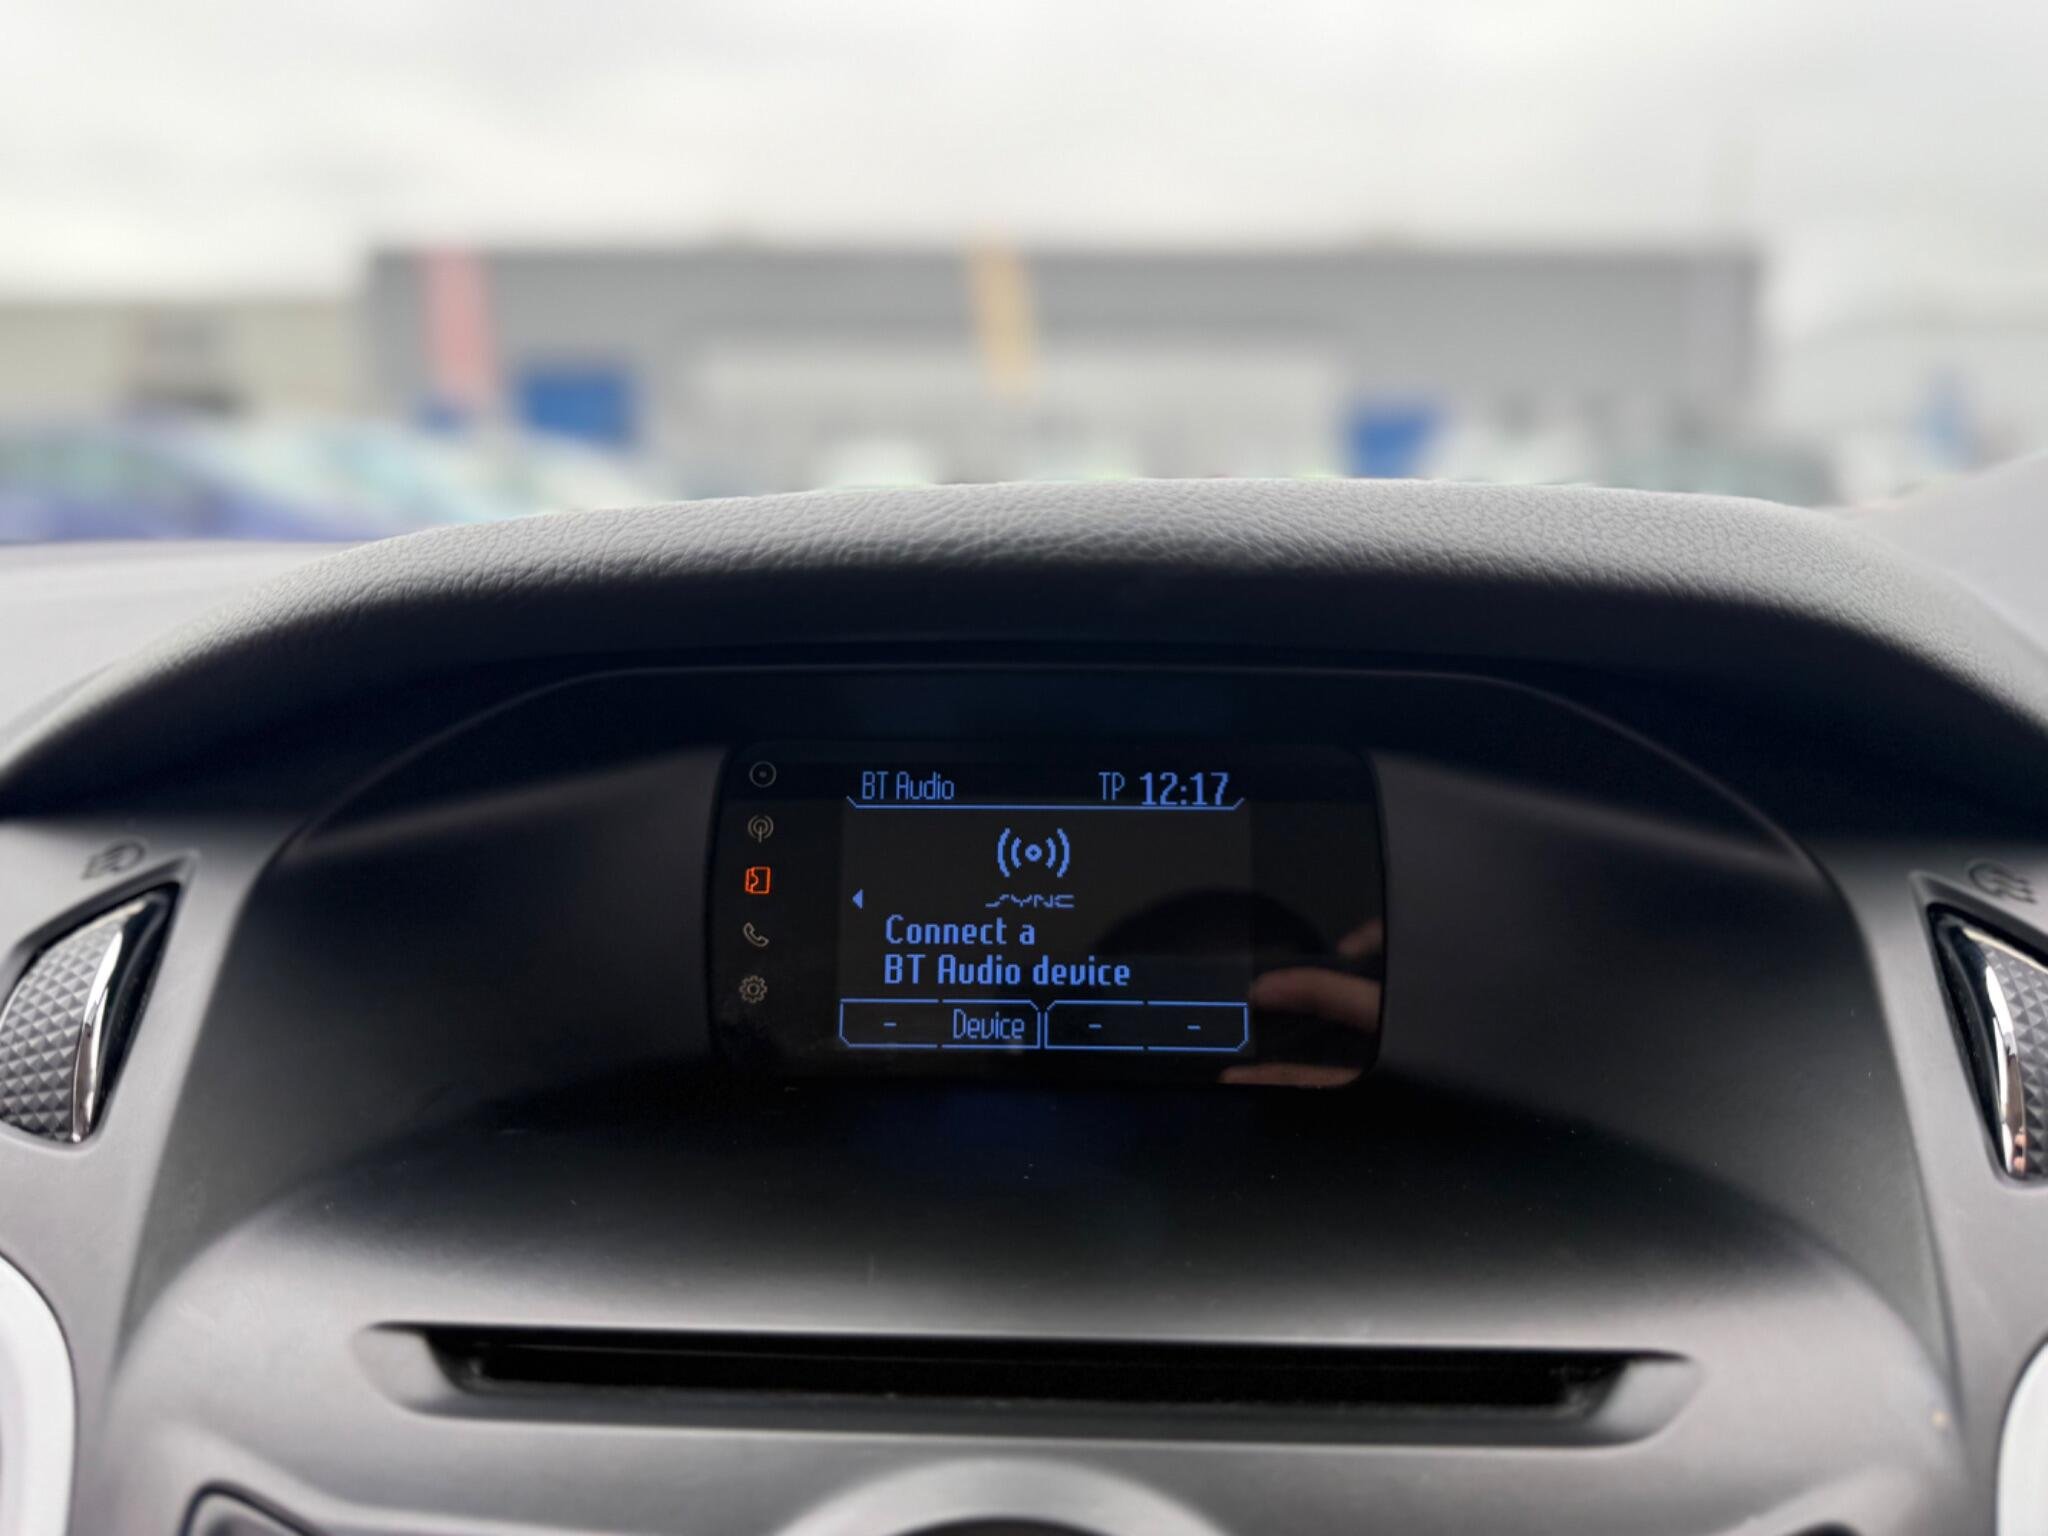 BT Audio TP 12:17
SYNC
Connect a
BT Audio device
- Device - -